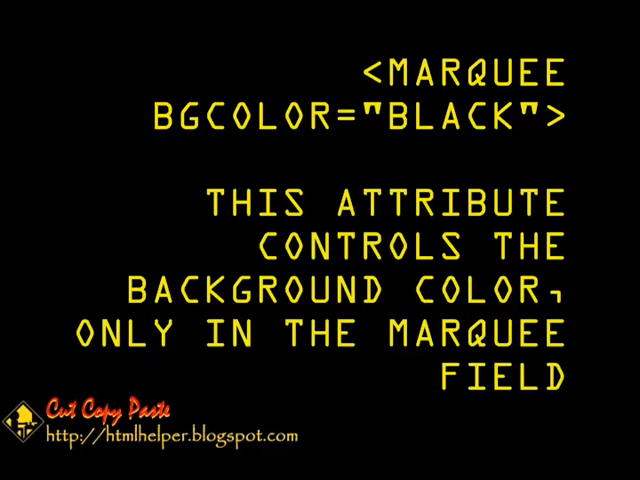 <MARQUEE
BGCOLOR="BLACK">
THIS ATTRIBUTE
CONTROLS THE
BACKGROUND COLOR,
ONLY IN THE MARQUEE
FIELD
Cut Copy Paste
http://htmlhelper.blogspot.com